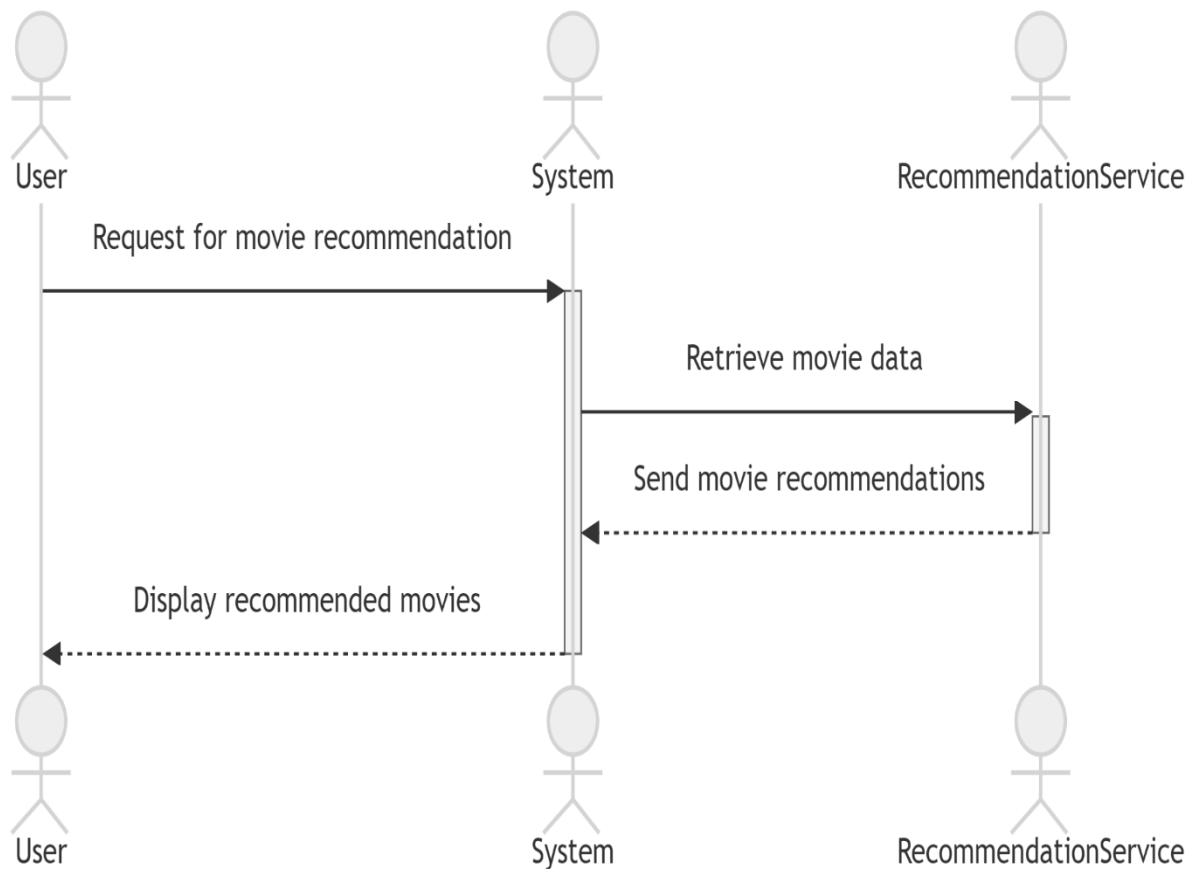 User
System
RecommendationService
Request for movie recommendation
Retrieve movie data
Send movie recommendations
Display recommended movies
User
System
RecommendationService